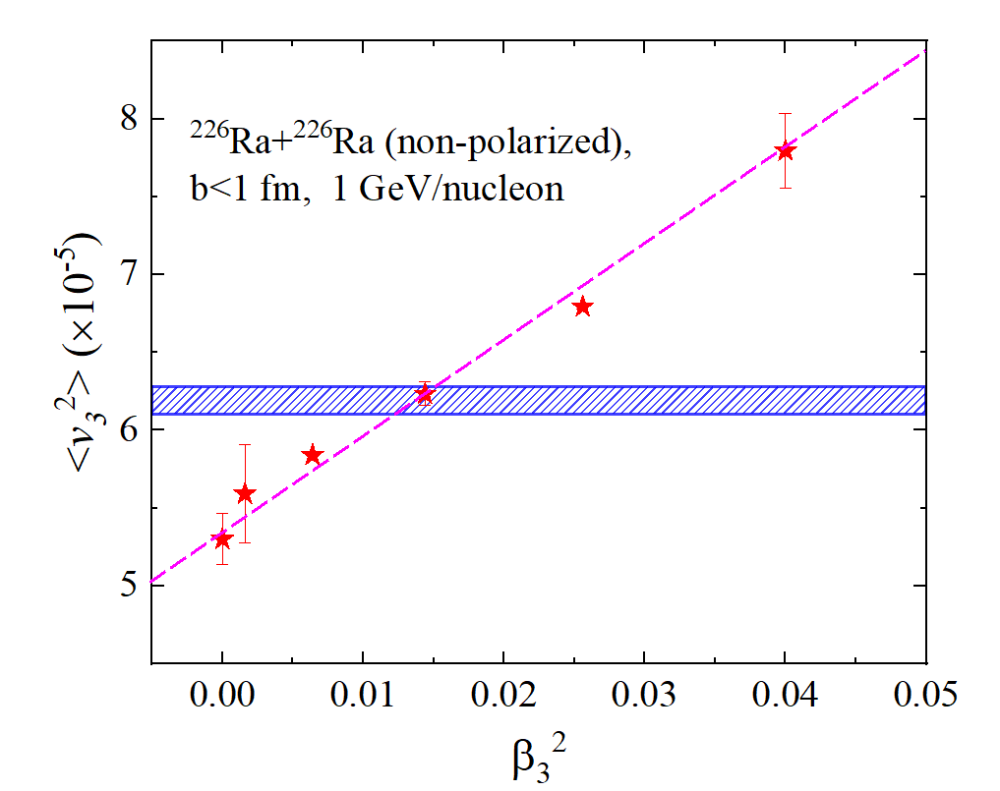 ²²⁶Ra+²²⁶Ra (non-polarized),
b<1 fm, 1 GeV/nucleon
<v₃²> (×10⁻⁵)
8
7
6
5
0.00 0.01 0.02 0.03 0.04 0.05
β₃²